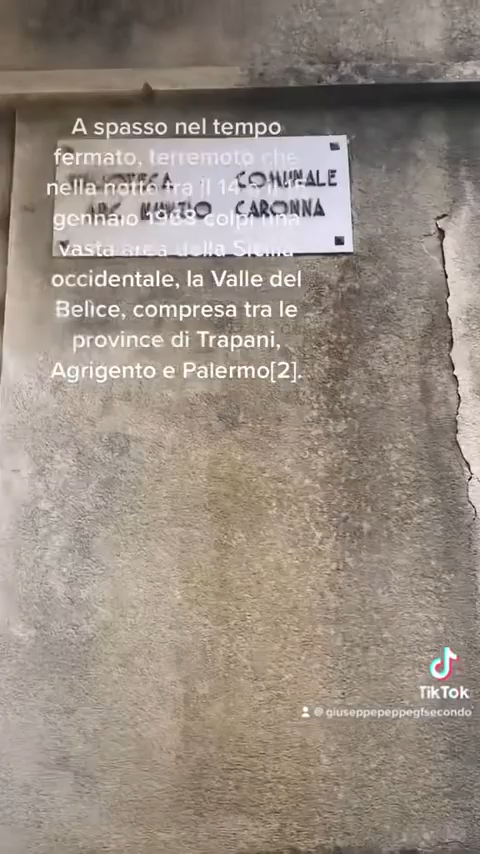 A spasso nel tempo
fermato, terremoto che
nella notte tra il 14 e il 15
gennaio 1968 colpì una
vasta area della Sicilia
occidentale, la Valle del
Belìce, compresa tra le
province di Trapani,
Agrigento e Palermo[2].
COMUNALE
CARONNA
TikTok
@giuseppepeppegfsecondo